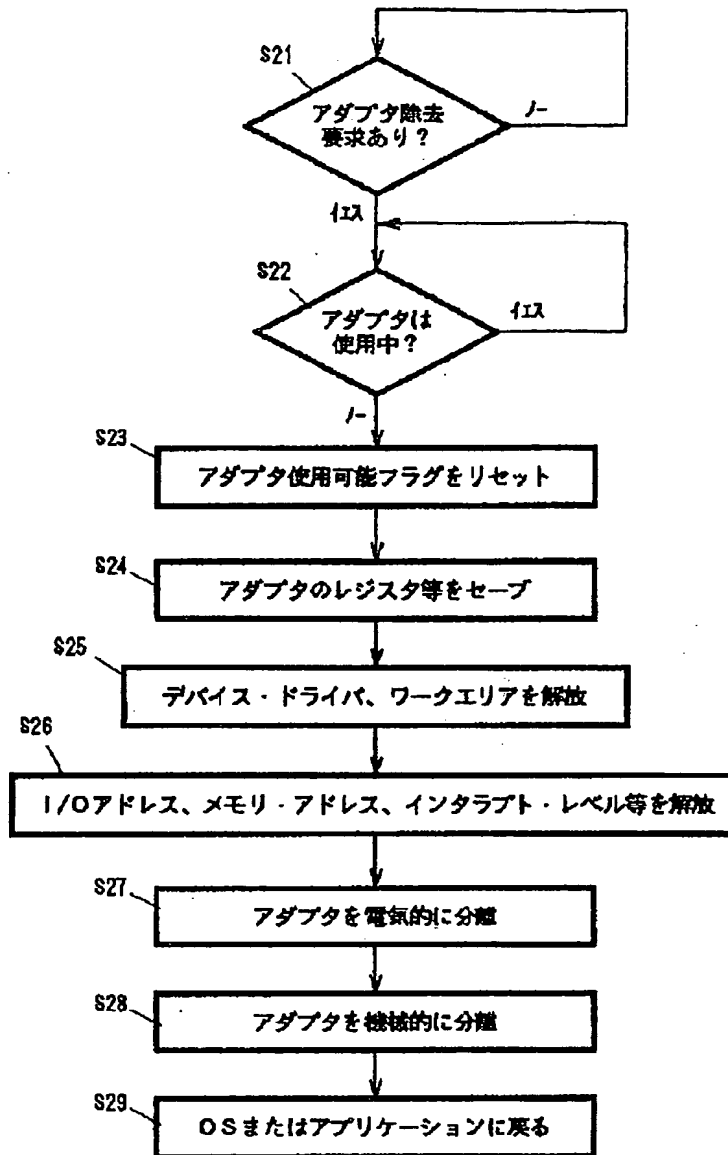 S21
アダプタ除去
要求あり?
ノー
イエス
S22
アダプタは
使用中?
イエス
ノー
S23
アダプタ使用可能フラグをリセット
S24
アダプタのレジスタ等をセーブ
S25
デバイス・ドライバ、ワークエリアを解放
S26
I/Oアドレス、メモリ・アドレス、インタラプト・レベル等を解放
S27
アダプタを電気的に分離
S28
アダプタを機械的に分離
S29
OSまたはアプリケーションに戻る